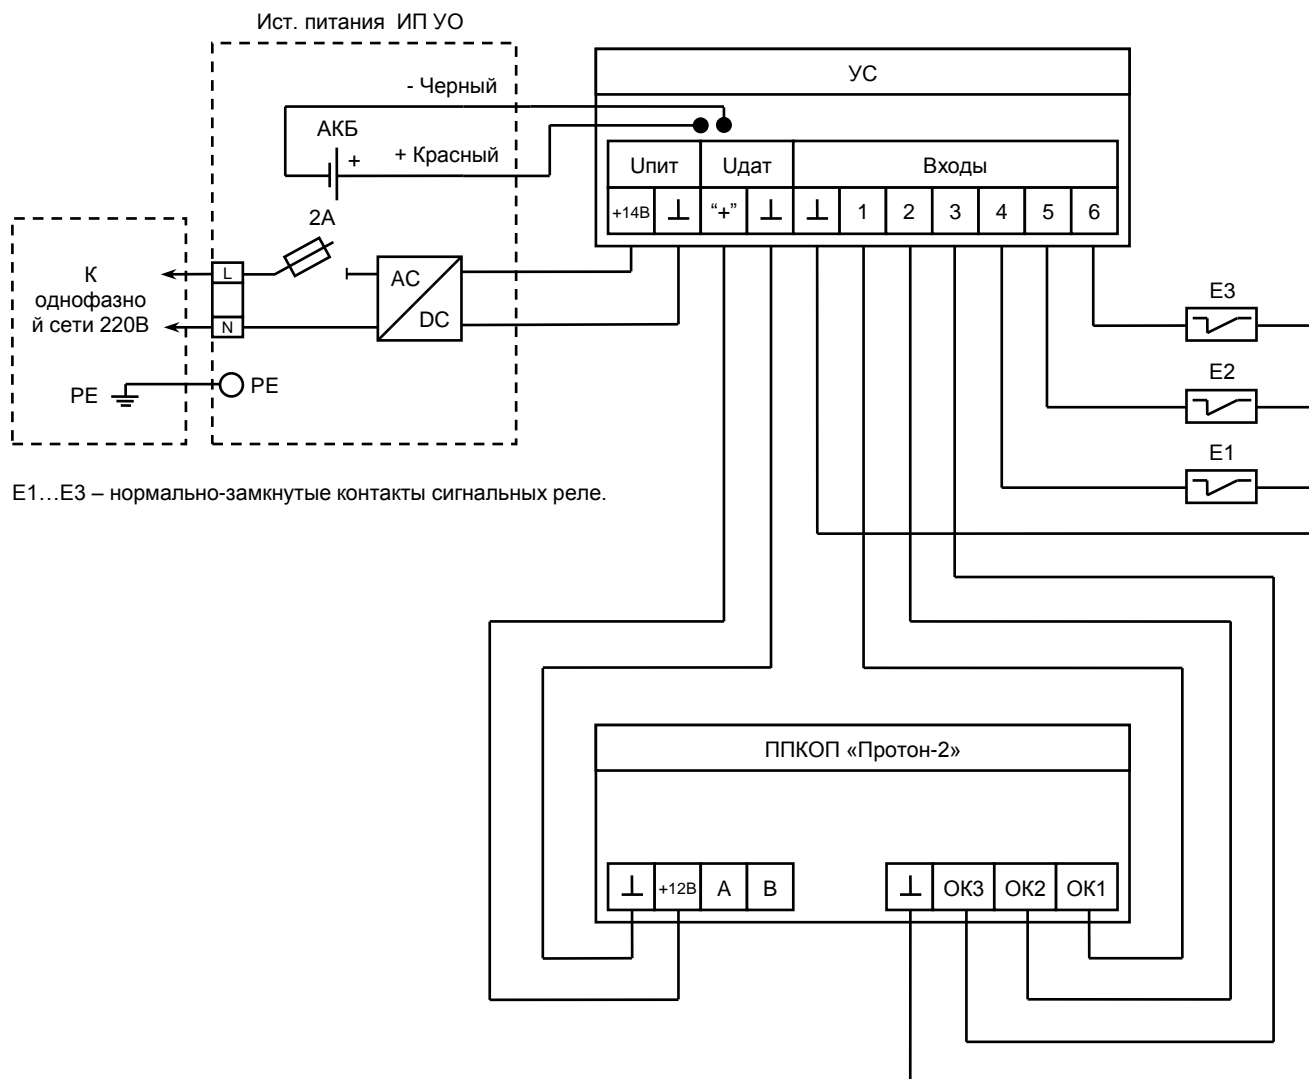 Ист. питания ИП УО
- Черный
АКБ
+
+ Красный
2А
УС
Uпит
Uдат
Входы
+14В
“+”
1
2
3
4
5
6
К
однофазно
й сети 220В
L
N
AC
DC
PE
PE
E3
E2
E1
E1…E3 – нормально-замкнутые контакты сигнальных реле.
ППКОП «Протон-2»
+12В
A
B
ОК3
ОК2
ОК1